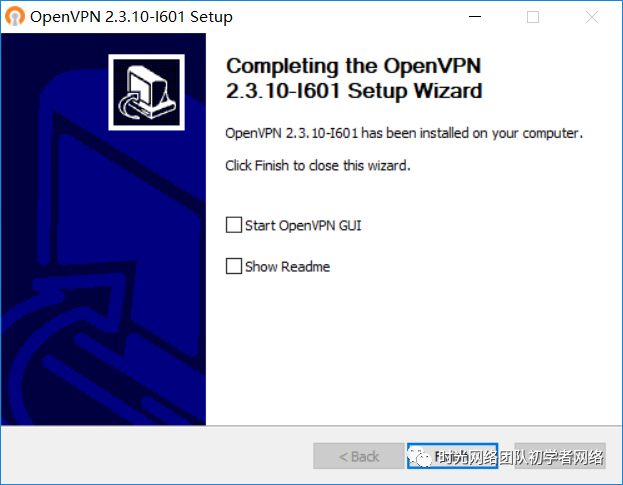 OpenVPN 2.3.10-I601 Setup
Completing the OpenVPN
2.3.10-I601 Setup Wizard
OpenVPN 2.3.10-I601 has been installed on your computer.
Click Finish to close this wizard.
Start OpenVPN GUI
Show Readme
< Back
时光网络团队初学者网络